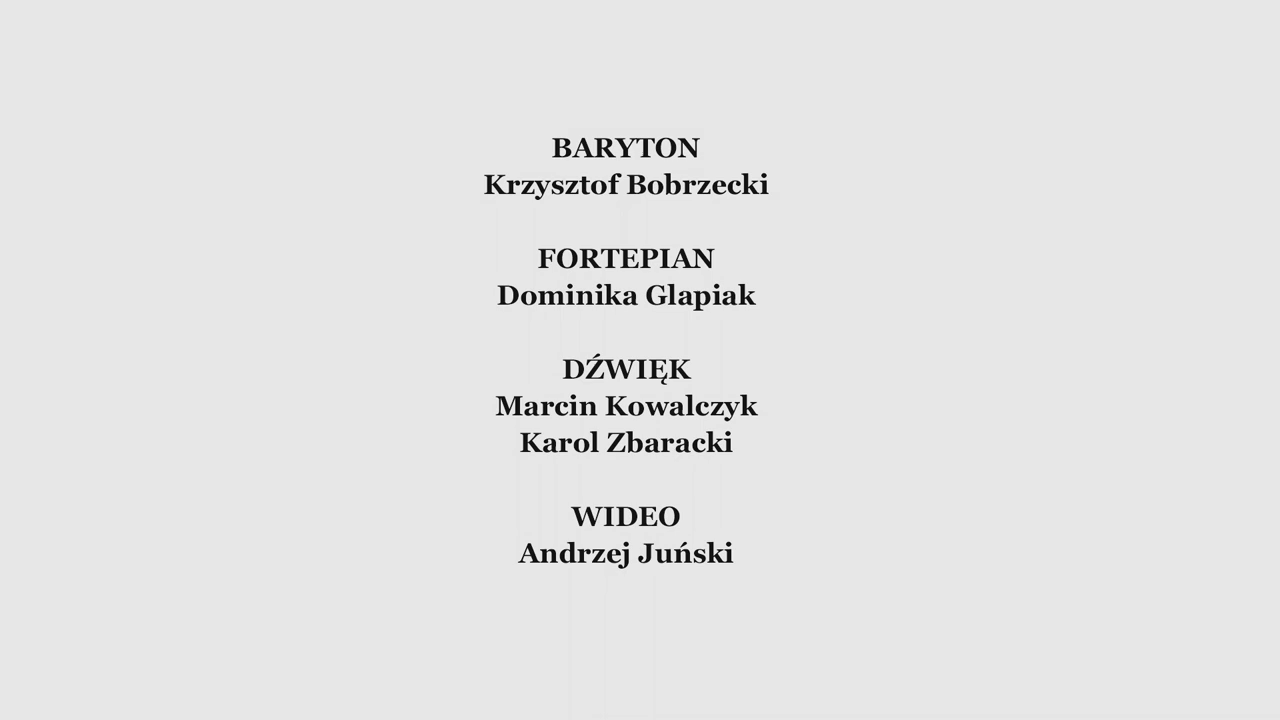 BARYTON
Krzysztof Bobrzecki
FORTEPIAN
Dominika Glapiak
DŹWIĘK
Marcin Kowalczyk
Karol Zbaracki
WIDEO
Andrzej Juński